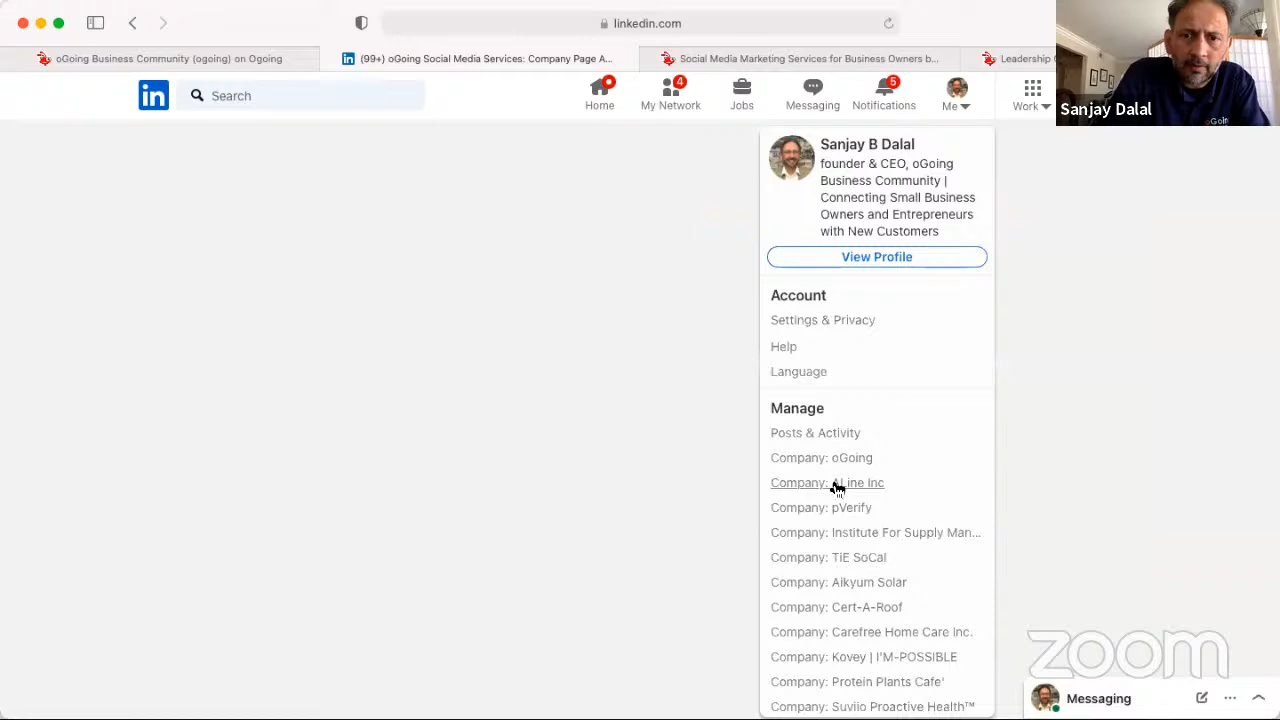 linkedin.com
oGoing Business Community (ogoing) on Ogoing
(99+) oGoing Social Media Services: Company Page A...
Social Media Marketing Services for Business Owners b...
Leadership
in
Search
Home
4
My Network
Jobs
Messaging
5
Notifications
Me
Work
Sanjay Dalal
Sanjay B Dalal
founder & CEO, oGoing
Business Community |
Connecting Small Business
Owners and Entrepreneurs
with New Customers
View Profile
Account
Settings & Privacy
Help
Language
Manage
Posts & Activity
Company: oGoing
Company: ALine Inc
Company: pVerify
Company: Institute For Supply Man...
Company: TiE SoCal
Company: Aikyum Solar
Company: Cert-A-Roof
Company: Carefree Home Care Inc.
Company: Kovey | I'M-POSSIBLE
Company: Protein Plants Cafe'
Company: Suviio Proactive Health™
zoom
Messaging